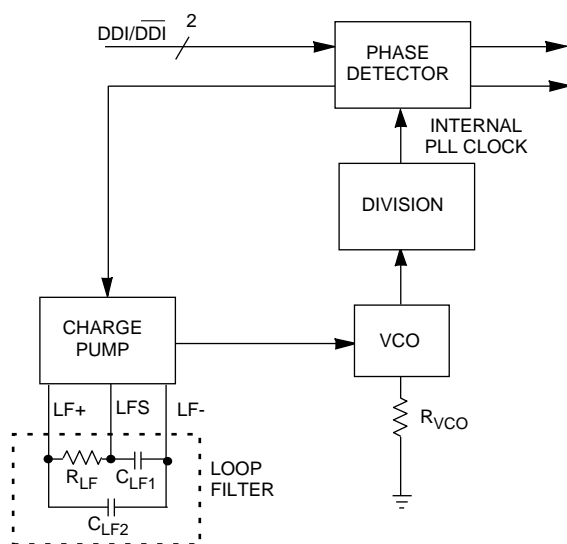 DDI/D̅D̅I̅ 2
PHASE
DETECTOR
INTERNAL
PLL CLOCK
DIVISION
CHARGE
PUMP
VCO
LF+ LFS LF-
RVCO
RLF CLF1
LOOP
FILTER
CLF2